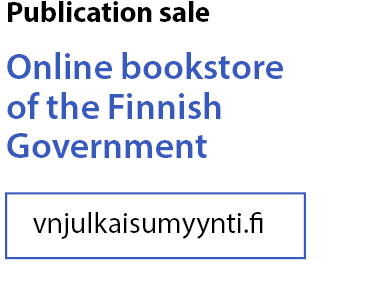 Publication sale
Online bookstore
of the Finnish
Government
vnjulkaisumyynti.fi